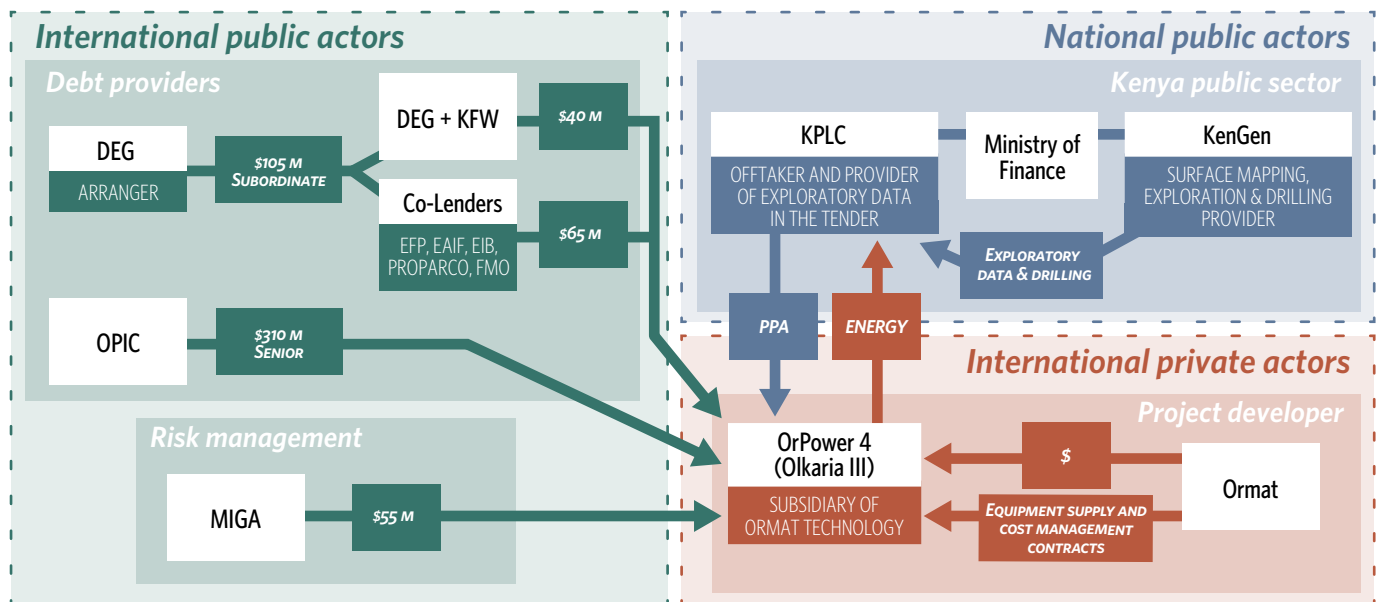 International public actors
Debt providers
DEG
ARRANGER
$105 M
SUBORDINATE
DEG + KFW
$40 M
Co-Lenders
EFP, EAIF, EIB,
PROPARCO, FMO
$65 M
OPIC
$310 M
SENIOR
Risk management
MIGA
$55 M
National public actors
Kenya public sector
KPLC
OFFTAKER AND PROVIDER
OF EXPLORATORY DATA
IN THE TENDER
Ministry of
Finance
KenGen
SURFACE MAPPING,
EXPLORATION & DRILLING
PROVIDER
EXPLORATORY
DATA & DRILLING
PPA
ENERGY
International private actors
Project developer
OrPower 4
(Olkaria III)
SUBSIDIARY OF
ORMAT TECHNOLOGY
$
EQUIPMENT SUPPLY AND
COST MANAGEMENT
CONTRACTS
Ormat